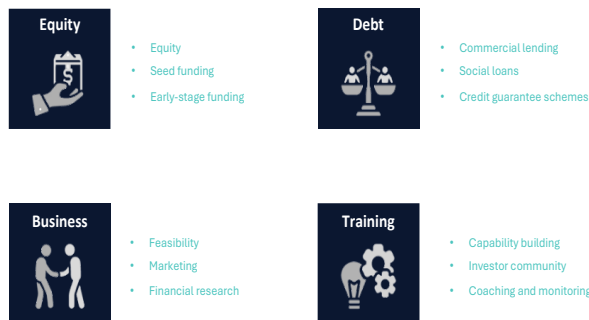 Equity
• Equity
• Seed funding
• Early-stage funding
Debt
• Commercial lending
• Social loans
• Credit guarantee schemes
Business
• Feasibility
• Marketing
• Financial research
Training
• Capability building
• Investor community
• Coaching and monitoring